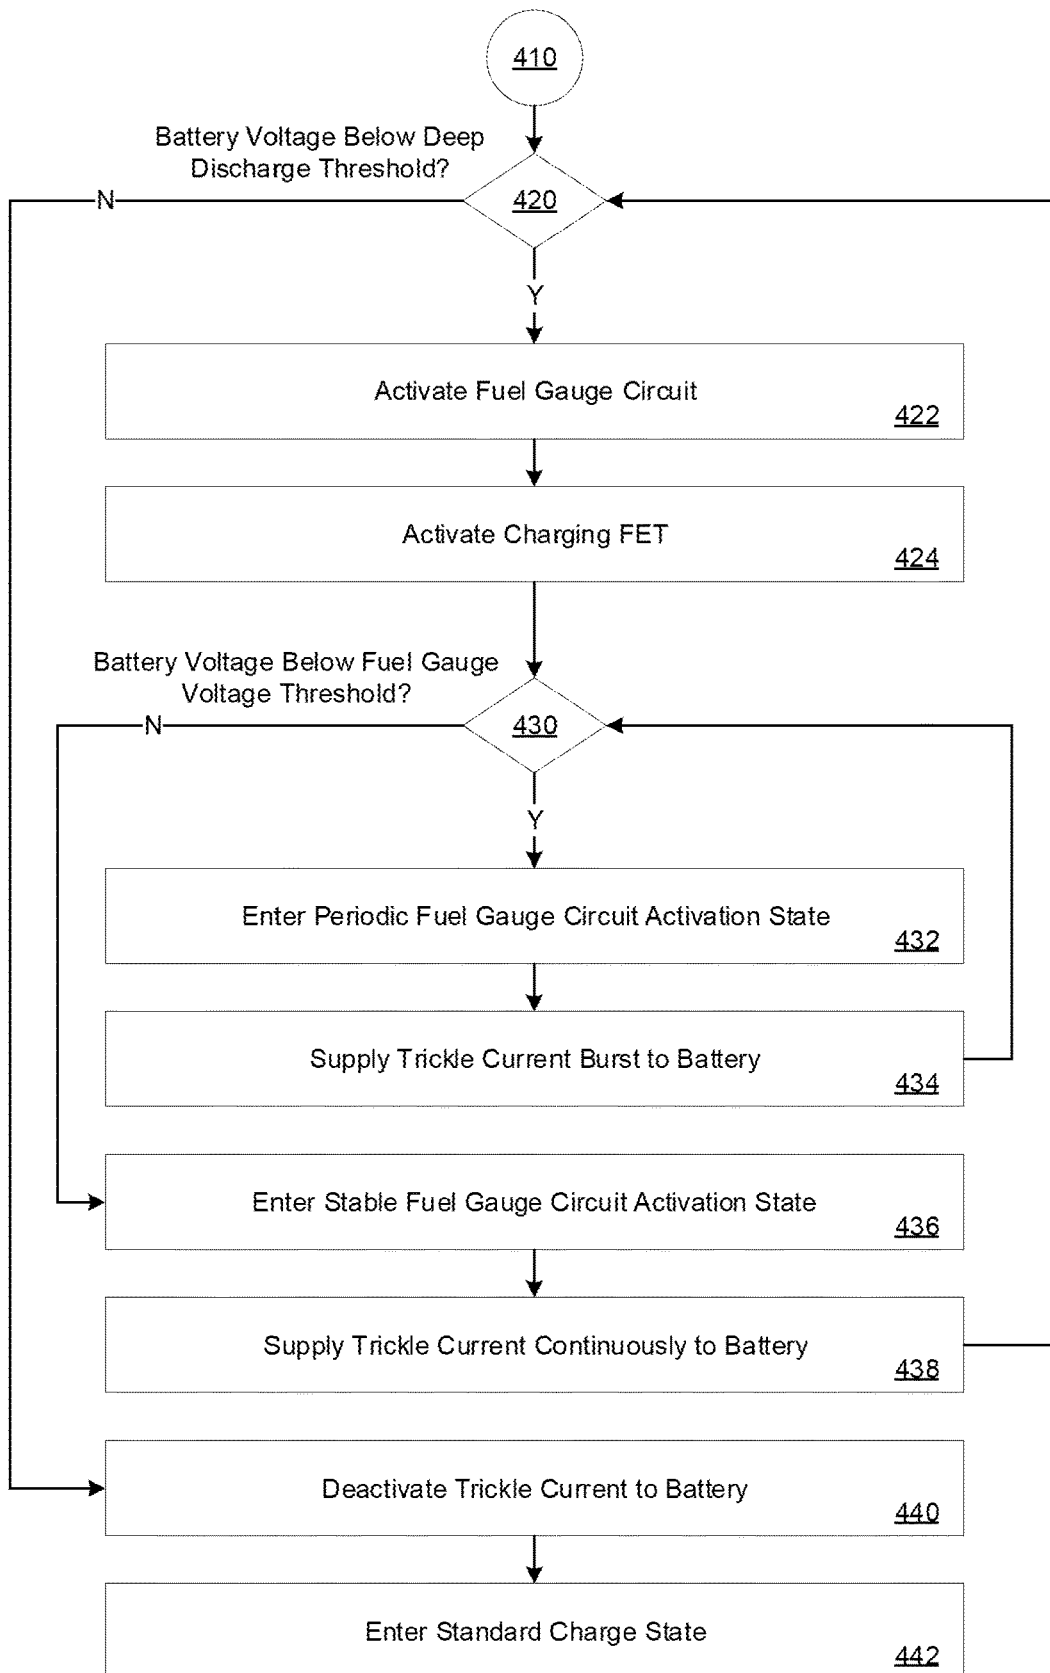 410
Battery Voltage Below Deep
Discharge Threshold?
N
420
Y
Activate Fuel Gauge Circuit
422
Activate Charging FET
424
Battery Voltage Below Fuel Gauge
Voltage Threshold?
N
430
Y
Enter Periodic Fuel Gauge Circuit Activation State
432
Supply Trickle Current Burst to Battery
434
Enter Stable Fuel Gauge Circuit Activation State
436
Supply Trickle Current Continuously to Battery
438
Deactivate Trickle Current to Battery
440
Enter Standard Charge State
442